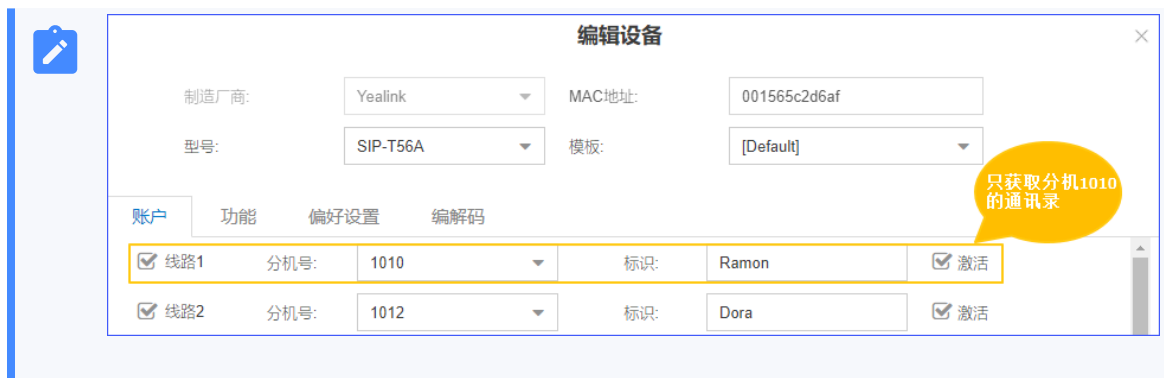 编辑设备
制造厂商: Yealink MAC地址: 001565c2d6af
型号: SIP-T56A 模板: [Default]
只获取分机1010
的通讯录
账户 功能 偏好设置 编解码
线路1 分机号: 1010 标识: Ramon 激活
线路2 分机号: 1012 标识: Dora 激活